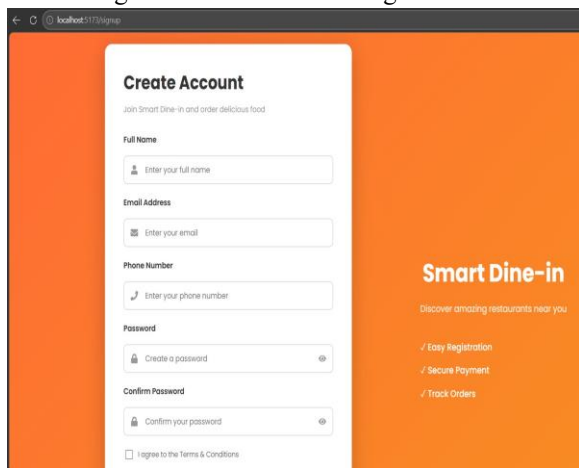 localhost:5173/signup
Create Account
Join Smart Dine-in and order delicious food
Full Name
Enter your full name
Email Address
Enter your email
Phone Number
Enter your phone number
Password
Create a password
Confirm Password
Confirm your password
I agree to the Terms & Conditions
Smart Dine-in
Discover amazing restaurants near you
✓ Easy Registration
✓ Secure Payment
✓ Track Orders